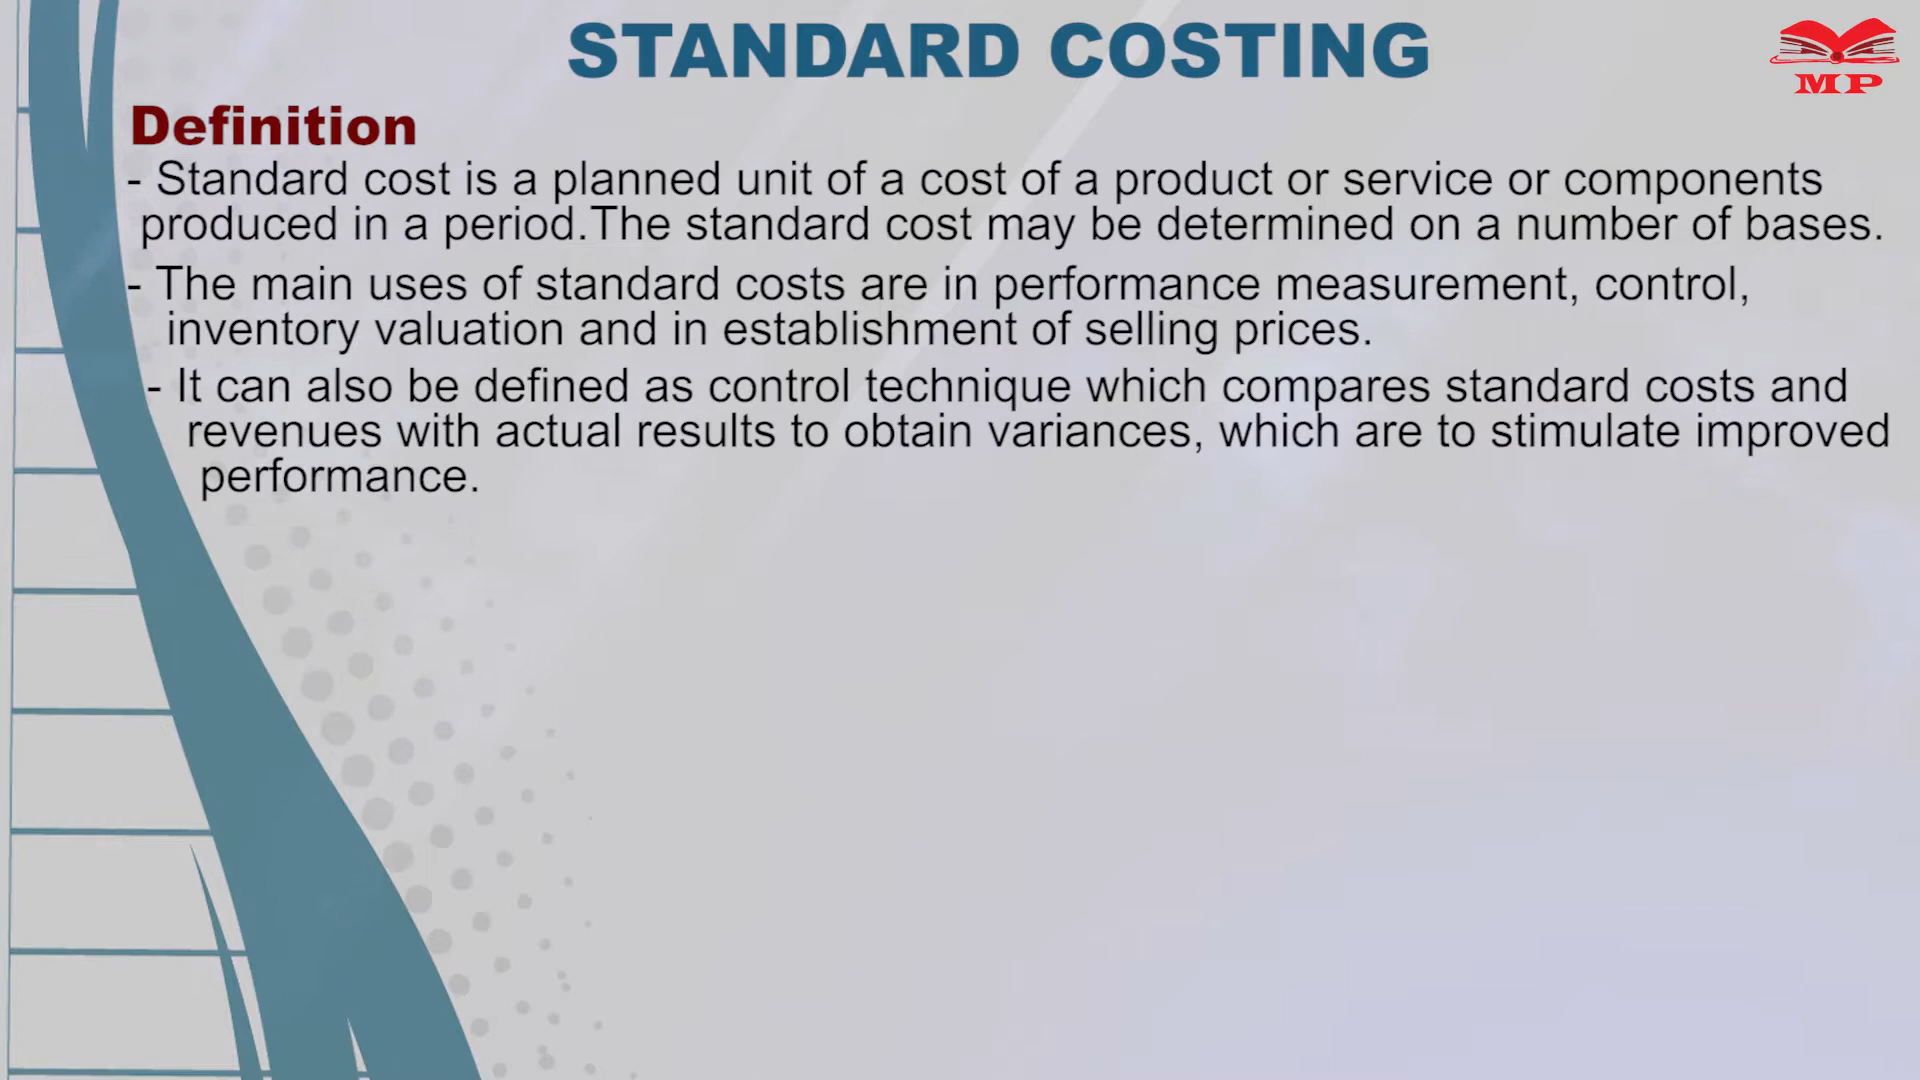 STANDARD COSTING
MP
Definition
- Standard cost is a planned unit of a cost of a product or service or components
produced in a period.The standard cost may be determined on a number of bases.
- The main uses of standard costs are in performance measurement, control,
inventory valuation and in establishment of selling prices.
- It can also be defined as control technique which compares standard costs and
revenues with actual results to obtain variances, which are to stimulate improved
performance.